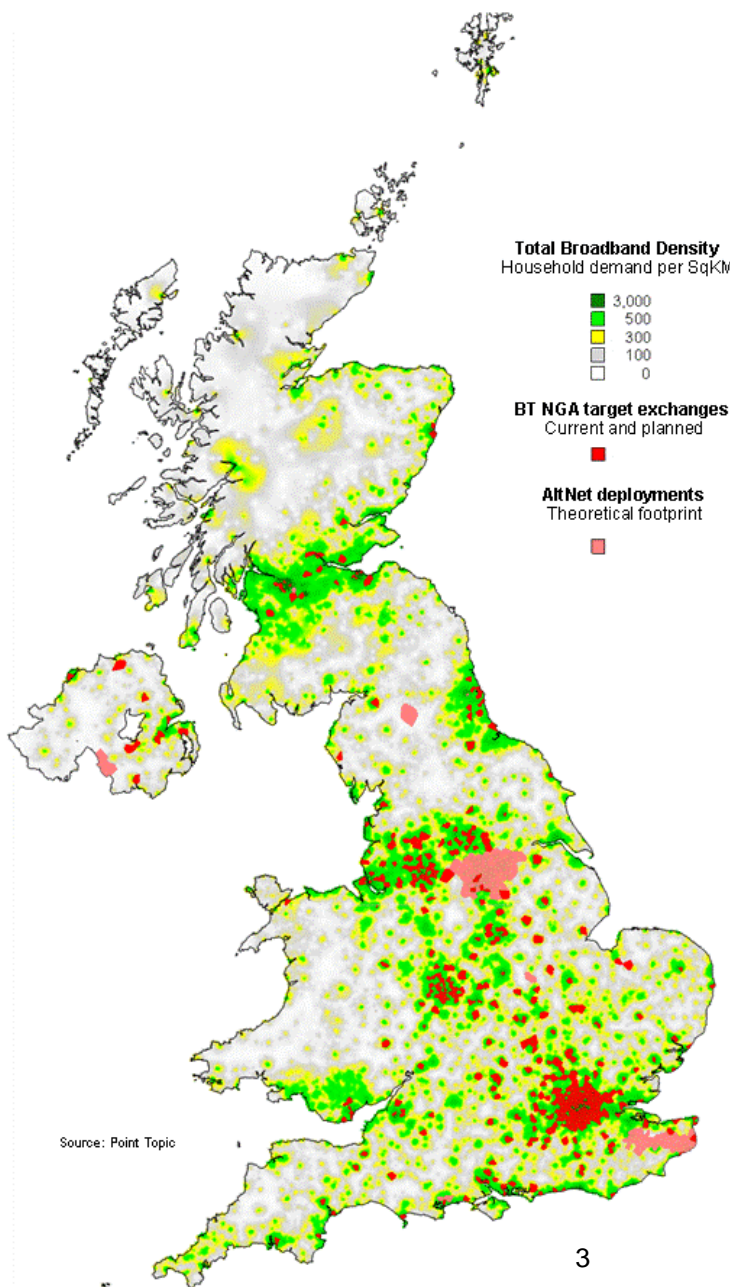 Total Broadband Density
Household demand per SqKM
3,000
500
300
100
0
BT NGA target exchanges
Current and planned
AltNet deployments
Theoretical footprint
Source: Point Topic
3